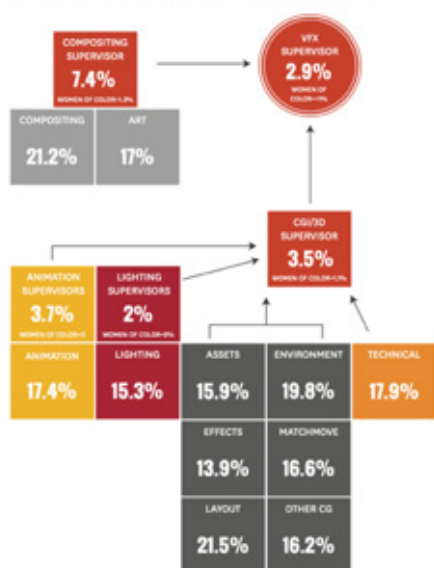 COMPOSITING
SUPERVISOR
7.4%
WOMEN OF COLOR=1.2%
VFX
SUPERVISOR
2.9%
WOMEN OF
COLOR=<1%
COMPOSITING
21.2%
ART
17%
CGI/3D
SUPERVISOR
3.5%
WOMEN OF COLOR=1.1%
ANIMATION
SUPERVISORS
3.7%
WOMEN OF COLOR=0
LIGHTING
SUPERVISORS
2%
WOMEN OF COLOR=0%
ANIMATION
17.4%
LIGHTING
15.3%
ASSETS
15.9%
ENVIRONMENT
19.8%
TECHNICAL
17.9%
EFFECTS
13.9%
MATCHMOVE
16.6%
LAYOUT
21.5%
OTHER CG
16.2%